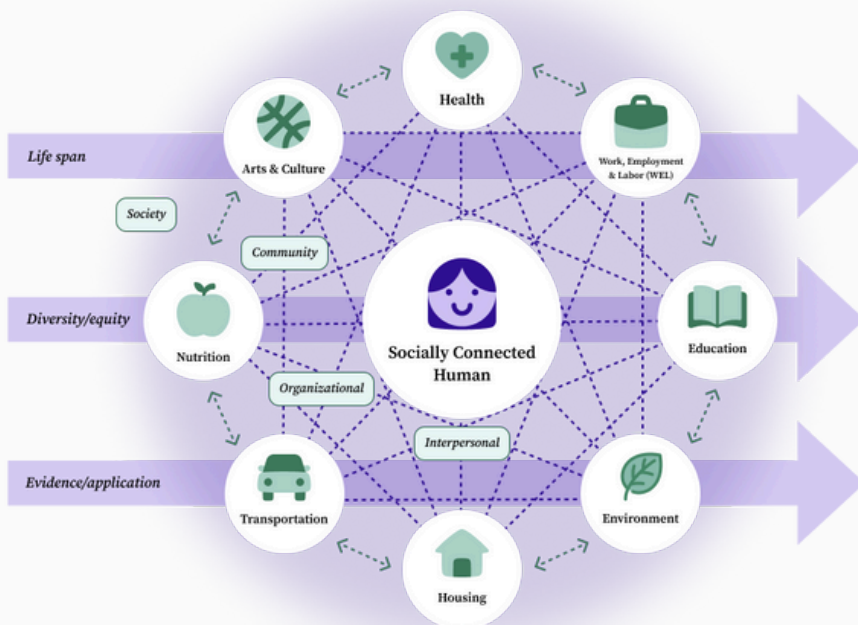 Health
Arts & Culture
Work, Employment
& Labor (WEL)
Life span
Society
Community
Diversity/equity
Nutrition
Socially Connected
Human
Education
Organizational
Interpersonal
Evidence/application
Transportation
Environment
Housing